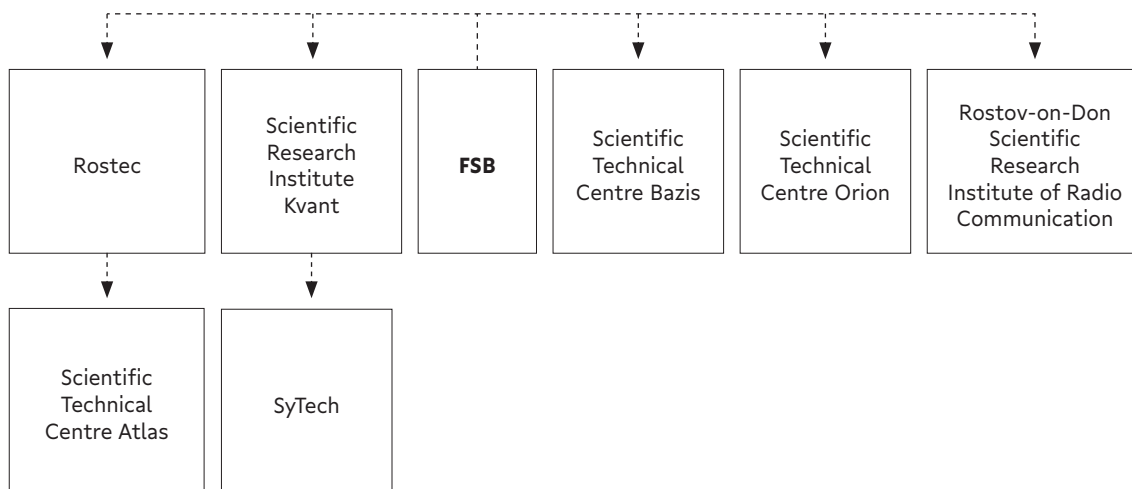 Rostec
Scientific
Research
Institute
Kvant
FSB
Scientific
Technical
Centre Bazis
Scientific
Technical
Centre Orion
Rostov-on-Don
Scientific
Research
Institute of Radio
Communication
Scientific
Technical
Centre Atlas
SyTech